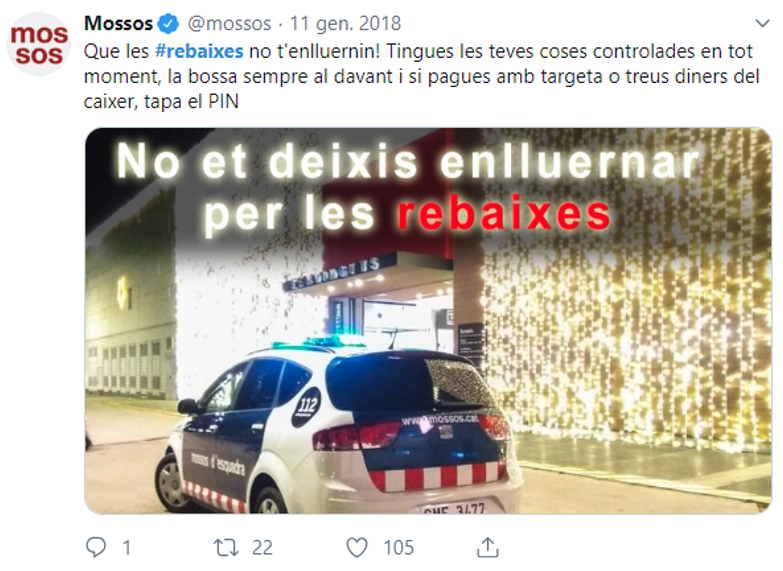 mos
sos
Mossos @mossos · 11 gen. 2018
Que les #rebaixes no t'enlluernin! Tingues les teves coses controlades en tot
moment, la bossa sempre al davant i si pagues amb targeta o treus diners del
caixer, tapa el PIN
No et deixis enlluernar
per les rebaixes
112
www.mossos.cat
mossos d'esquadra
1 22 105